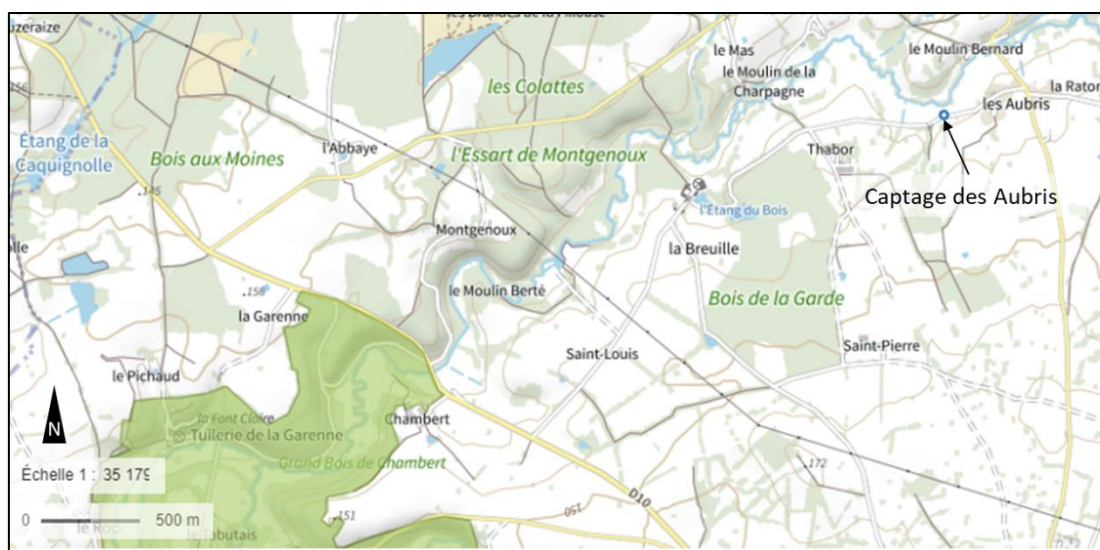 le Mas
le Moulin Bernard
le Moulin de la
Charpagne
la Rator
les Aubris
les Colattes
Étang de la
Caquignolle
Bois aux Moines
l'Abbaye
l'Essart de Montgenoux
Thabor
Captage des Aubris
145
l'Étang du Bois
Montgenoux
la Breuille
le Moulin Berté
Bois de la Garde
la Garenne
Saint-Louis
Saint-Pierre
le Pichaud
la Font Claire
Tuilerie de la Garenne
Chambert
Grand Bois de Chambert
N
Échelle 1 : 35 179
172
D10
150
151
0 500 m